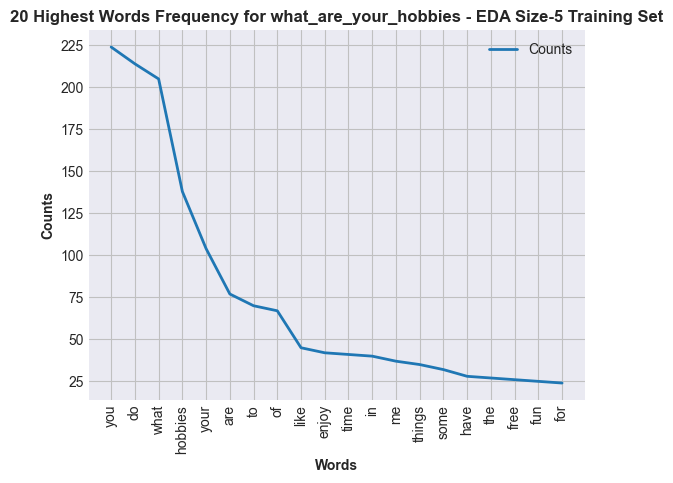 20 Highest Words Frequency for what_are_your_hobbies - EDA Size-5 Training Set
Counts
225
200
175
150
125
100
75
50
25
Counts
you
do
what
hobbies
your
are
to
of
like
enjoy
time
in
me
things
some
have
the
free
fun
for
Words